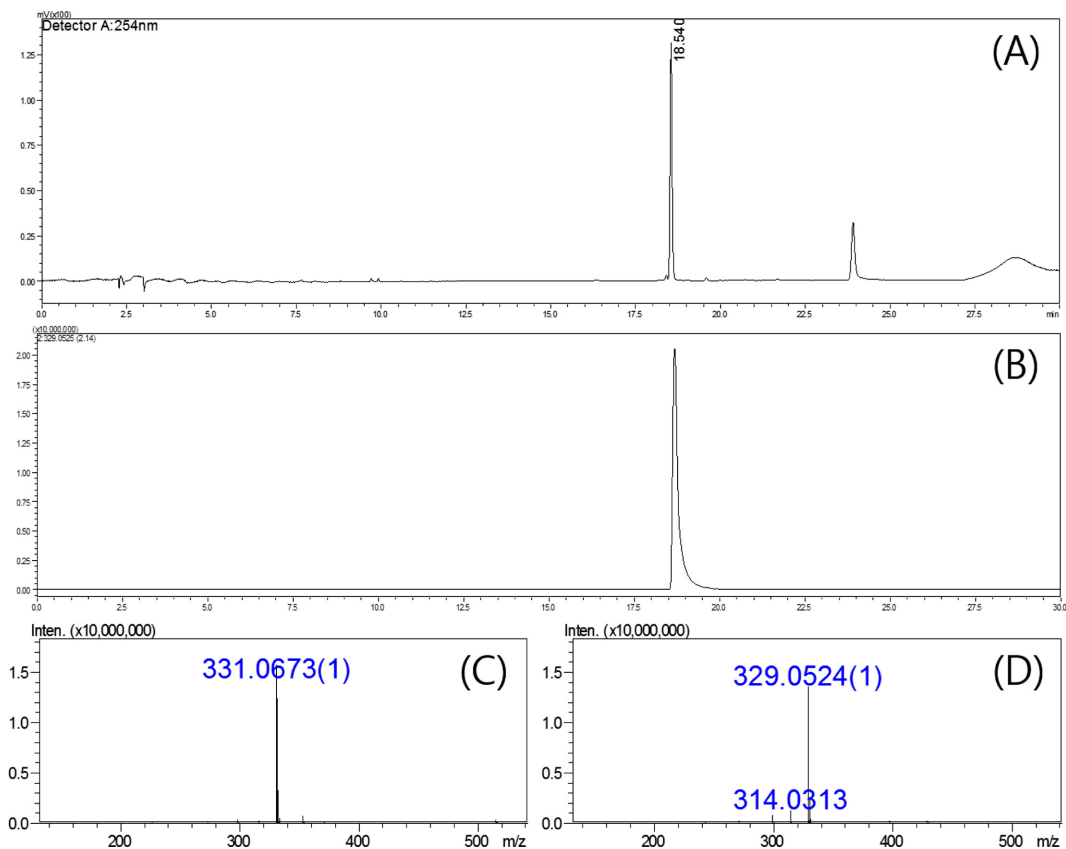 mV(x100)
Detector A:254nm
18.540
(A)
1.25
1.00
0.75
0.50
0.25
0.00
0.0 2.5 5.0 7.5 10.0 12.5 15.0 17.5 20.0 22.5 25.0 27.5 min
(x10,000,000)
2:329.0525 (2.14)
(B)
2.00
1.75
1.50
1.25
1.00
0.75
0.50
0.25
0.00
0.0 2.5 5.0 7.5 10.0 12.5 15.0 17.5 20.0 22.5 25.0 27.5 30.0
Inten. (x10,000,000)
331.0673(1)
(C)
1.5
1.0
0.5
0.0
200 300 400 500 m/z
Inten. (x10,000,000)
329.0524(1)
(D)
314.0313
1.5
1.0
0.5
0.0
200 300 400 500 m/z